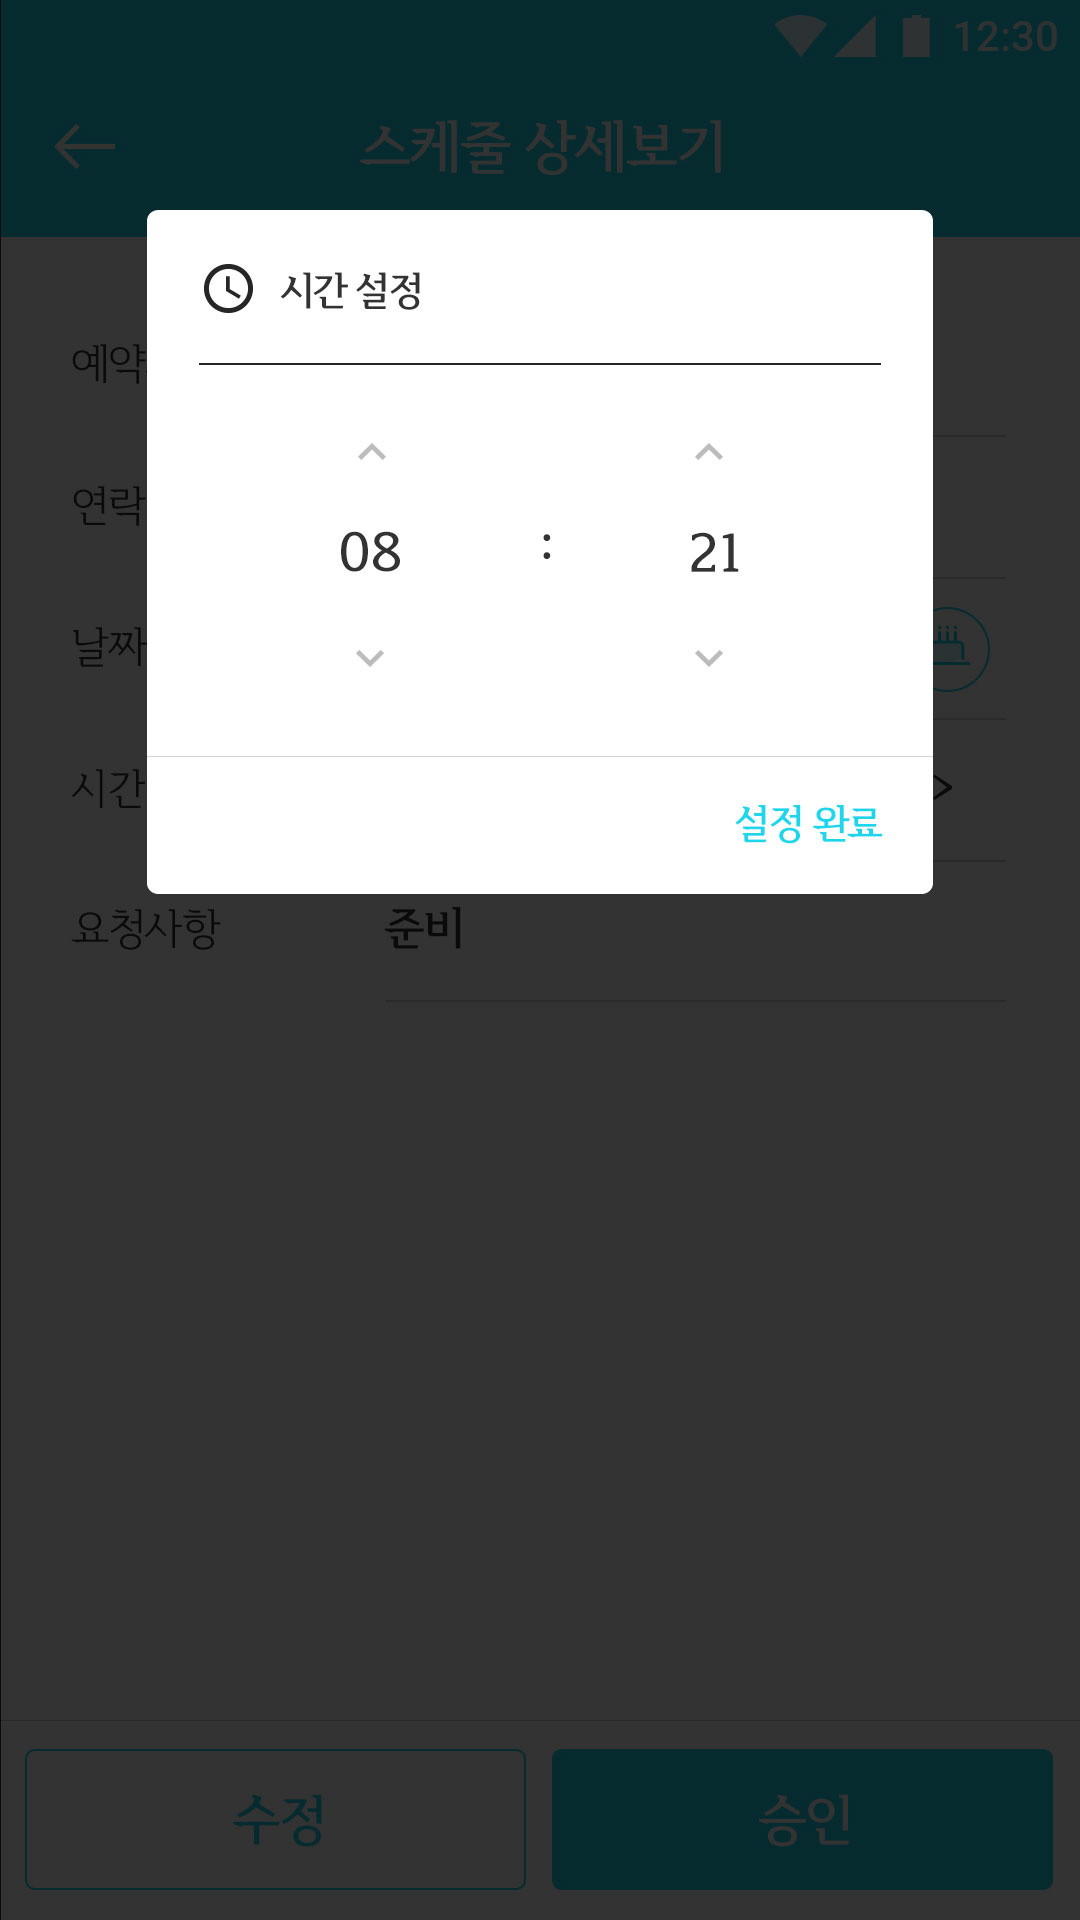 12:30
스케줄 상세보기
시간 설정
예약
08 : 21
연락
날짜
시간
설정 완료
요청사항 준비
수정 승인